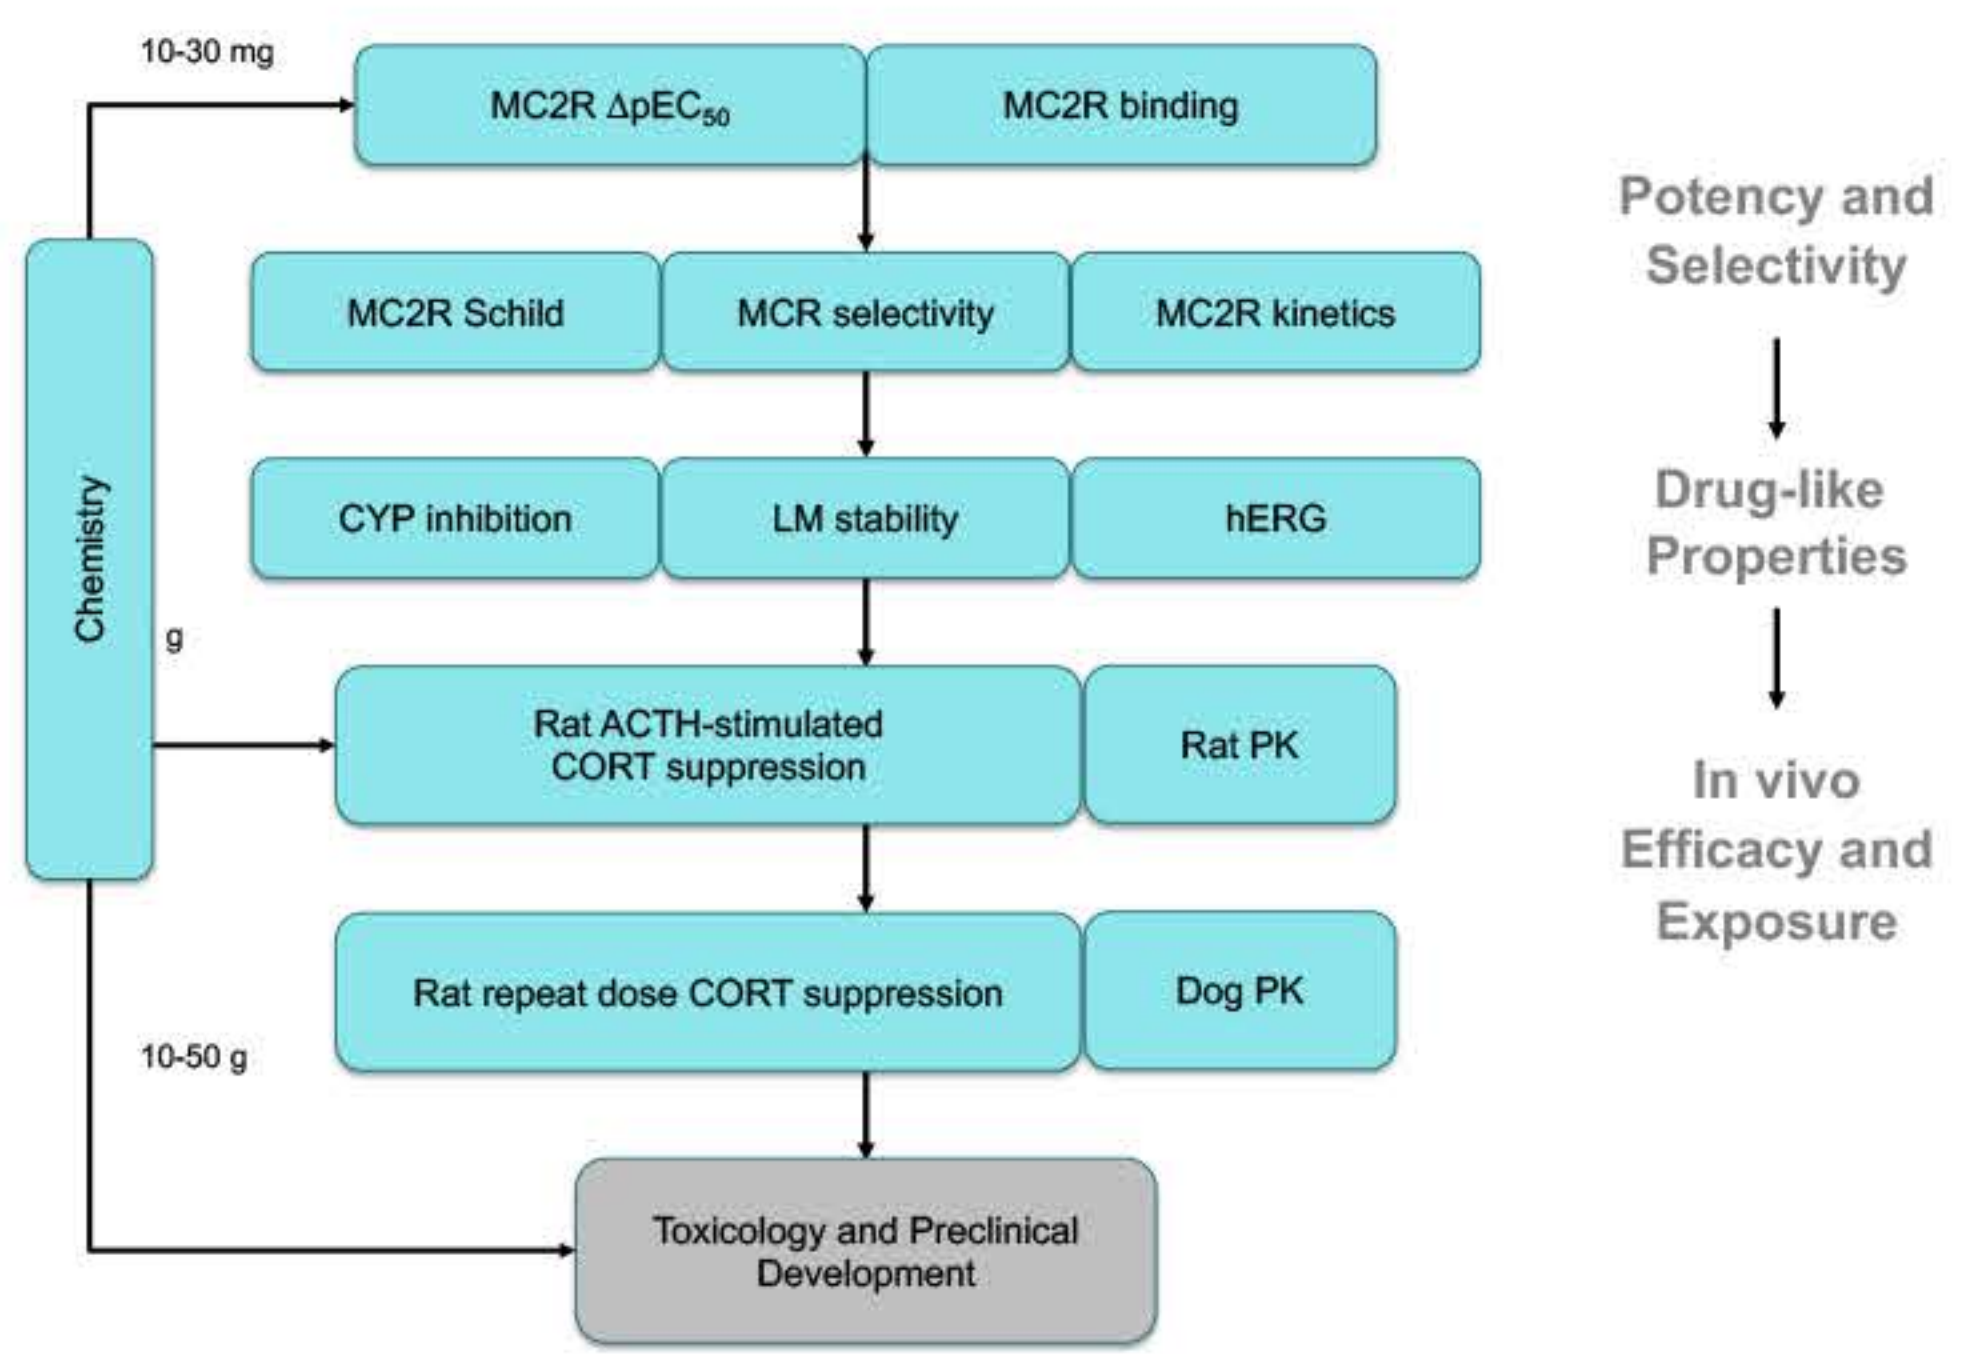 10-30 mg
MC2R ΔpEC₅₀
MC2R binding
MC2R Schild
MCR selectivity
MC2R kinetics
CYP inhibition
LM stability
hERG
Chemistry
g
Rat ACTH-stimulated
CORT suppression
Rat PK
Rat repeat dose CORT suppression
Dog PK
10-50 g
Toxicology and Preclinical
Development
Potency and
Selectivity
Drug-like
Properties
In vivo
Efficacy and
Exposure